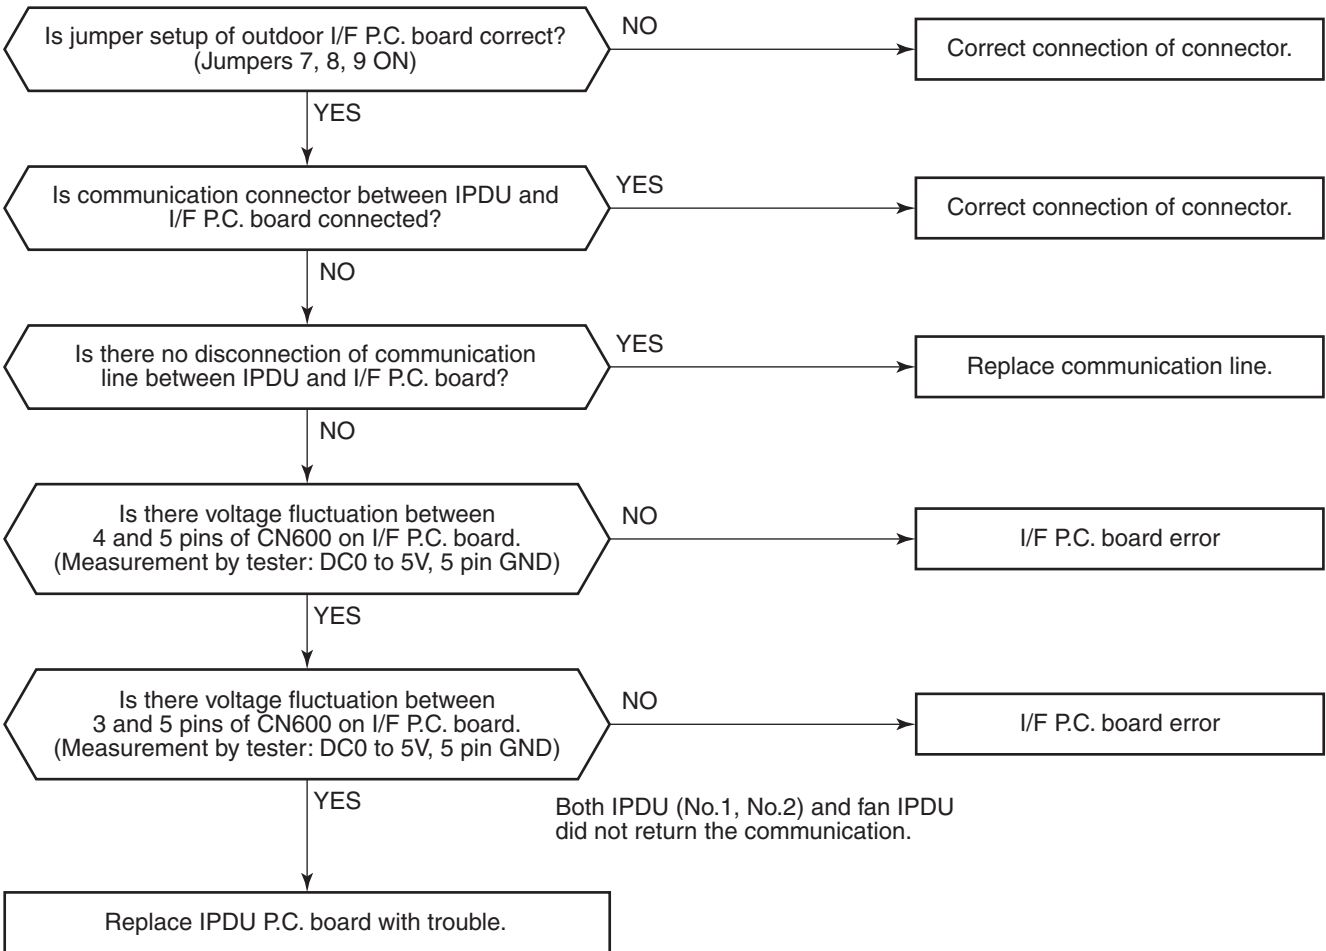 Is jumper setup of outdoor I/F P.C. board correct?
(Jumpers 7, 8, 9 ON)
NO
Correct connection of connector.
YES
Is communication connector between IPDU and
I/F P.C. board connected?
YES
Correct connection of connector.
NO
Is there no disconnection of communication
line between IPDU and I/F P.C. board?
YES
Replace communication line.
NO
Is there voltage fluctuation between
4 and 5 pins of CN600 on I/F P.C. board.
(Measurement by tester: DC0 to 5V, 5 pin GND)
NO
I/F P.C. board error
YES
Is there voltage fluctuation between
3 and 5 pins of CN600 on I/F P.C. board.
(Measurement by tester: DC0 to 5V, 5 pin GND)
NO
I/F P.C. board error
YES
Both IPDU (No.1, No.2) and fan IPDU
did not return the communication.
Replace IPDU P.C. board with trouble.